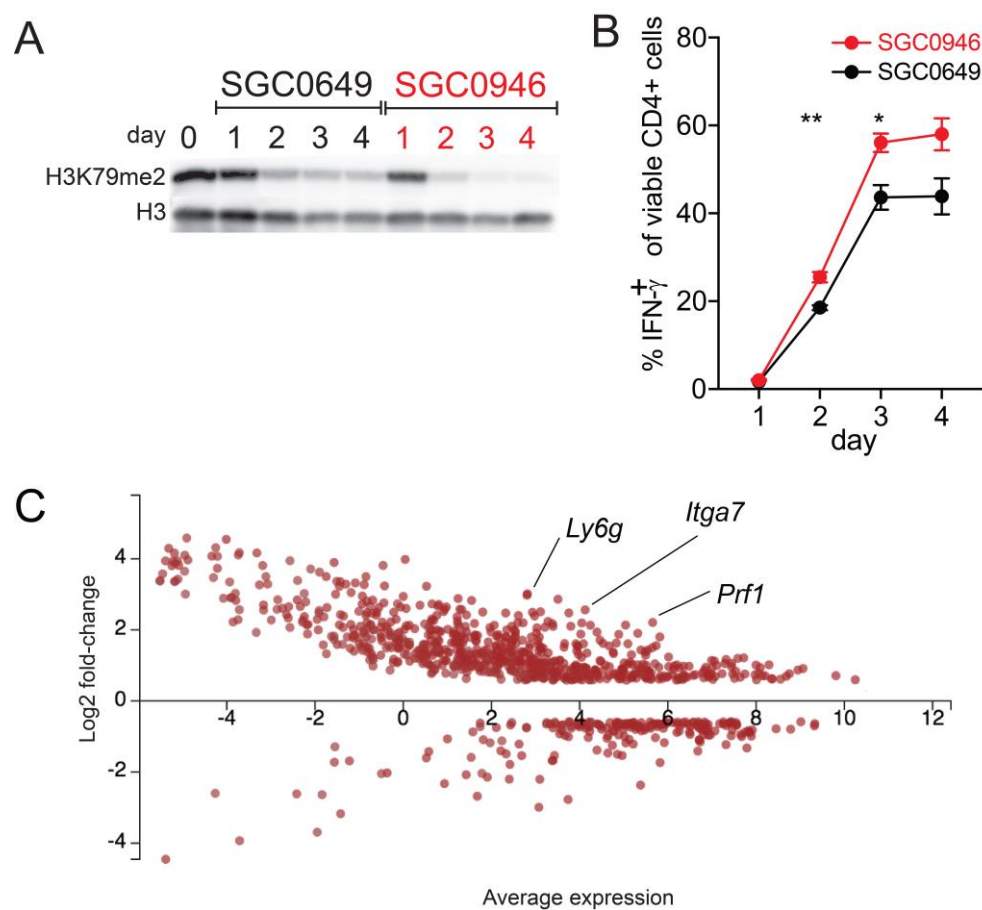 A
SGC0649 SGC0946
day 0 1 2 3 4 1 2 3 4
H3K79me2
H3
B
SGC0946
SGC0649
** *
% IFN-γ+ of viable CD4+ cells
80
60
40
20
0
1 2 3 4
day
C
Ly6g
Itga7
Prf1
Log2 fold-change
4
2
0
-2
-4
-4 -2 0 2 4 6 8 10 12
Average expression